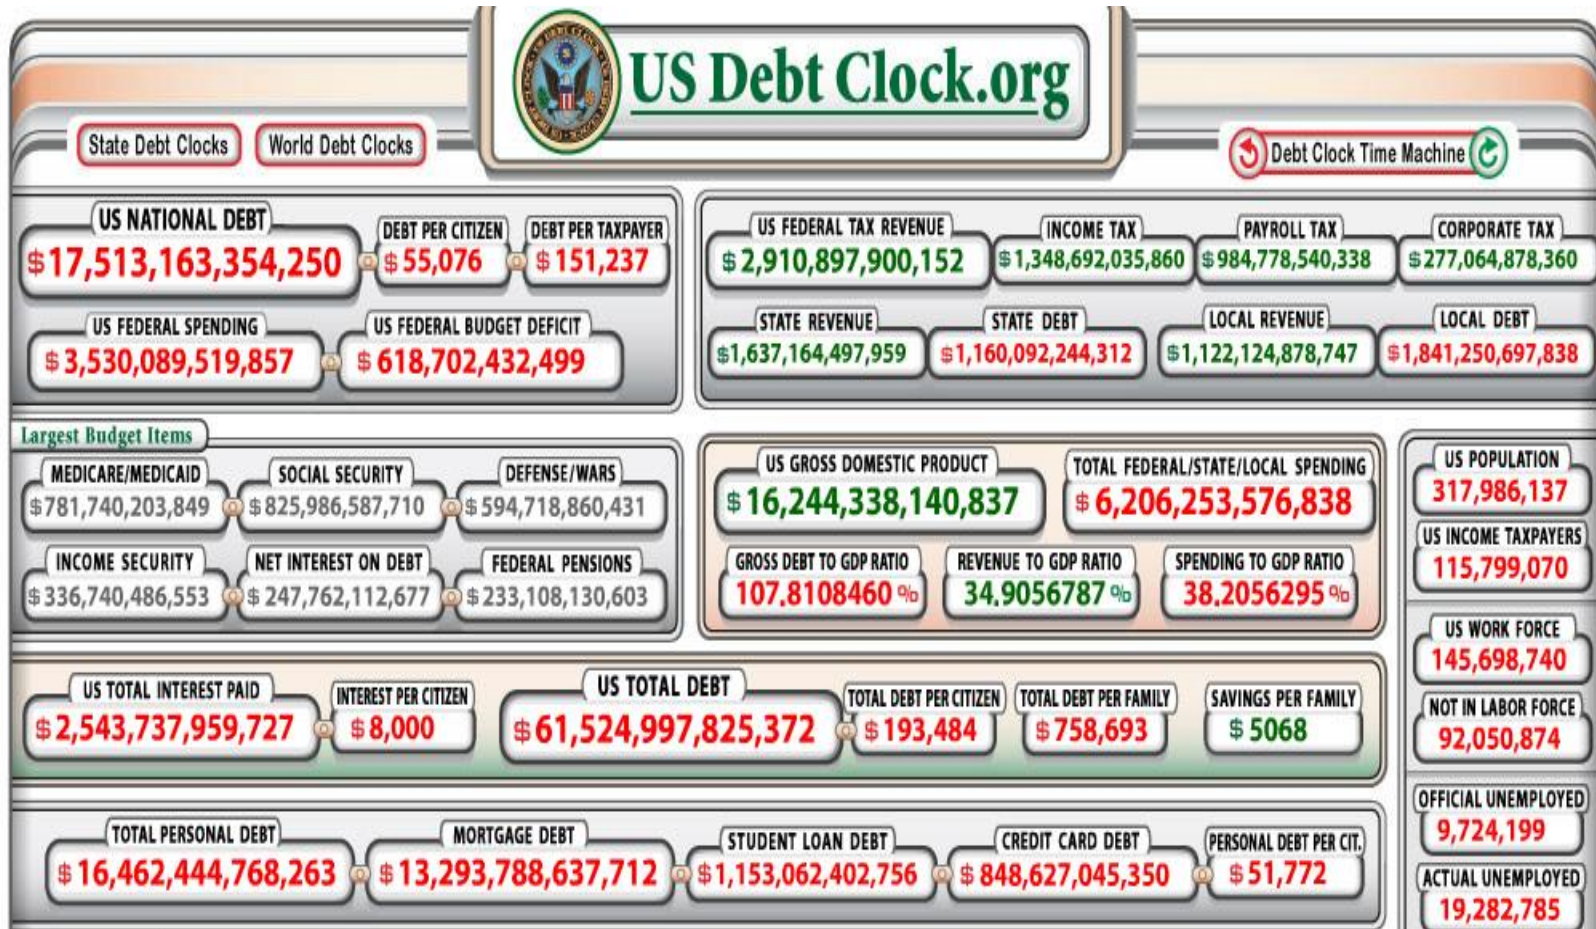 US Debt Clock.org
State Debt Clocks
World Debt Clocks
Debt Clock Time Machine
US NATIONAL DEBT
$17,513,163,354,250
DEBT PER CITIZEN
$55,076
DEBT PER TAXPAYER
$151,237
US FEDERAL SPENDING
$3,530,089,519,857
US FEDERAL BUDGET DEFICIT
$618,702,432,499
US FEDERAL TAX REVENUE
$2,910,897,900,152
INCOME TAX
$1,348,692,035,860
PAYROLL TAX
$984,778,540,338
CORPORATE TAX
$277,064,878,360
STATE REVENUE
$1,637,164,497,959
STATE DEBT
$1,160,092,244,312
LOCAL REVENUE
$1,122,124,878,747
LOCAL DEBT
$1,841,250,697,838
Largest Budget Items
MEDICARE/MEDICAID
$781,740,203,849
SOCIAL SECURITY
$825,986,587,710
DEFENSE/WARS
$594,718,860,431
INCOME SECURITY
$336,740,486,553
NET INTEREST ON DEBT
$247,762,112,677
FEDERAL PENSIONS
$233,108,130,603
US GROSS DOMESTIC PRODUCT
$16,244,338,140,837
TOTAL FEDERAL/STATE/LOCAL SPENDING
$6,206,253,576,838
GROSS DEBT TO GDP RATIO
107.8108460%
REVENUE TO GDP RATIO
34.9056787%
SPENDING TO GDP RATIO
38.2056295%
US POPULATION
317,986,137
US INCOME TAXPAYERS
115,799,070
US WORK FORCE
145,698,740
NOT IN LABOR FORCE
92,050,874
OFFICIAL UNEMPLOYED
9,724,199
ACTUAL UNEMPLOYED
19,282,785
US TOTAL INTEREST PAID
$2,543,737,959,727
INTEREST PER CITIZEN
$8,000
US TOTAL DEBT
$61,524,997,825,372
TOTAL DEBT PER CITIZEN
$193,484
TOTAL DEBT PER FAMILY
$758,693
SAVINGS PER FAMILY
$5068
TOTAL PERSONAL DEBT
$16,462,444,768,263
MORTGAGE DEBT
$13,293,788,637,712
STUDENT LOAN DEBT
$1,153,062,402,756
CREDIT CARD DEBT
$848,627,045,350
PERSONAL DEBT PER CIT.
$51,772